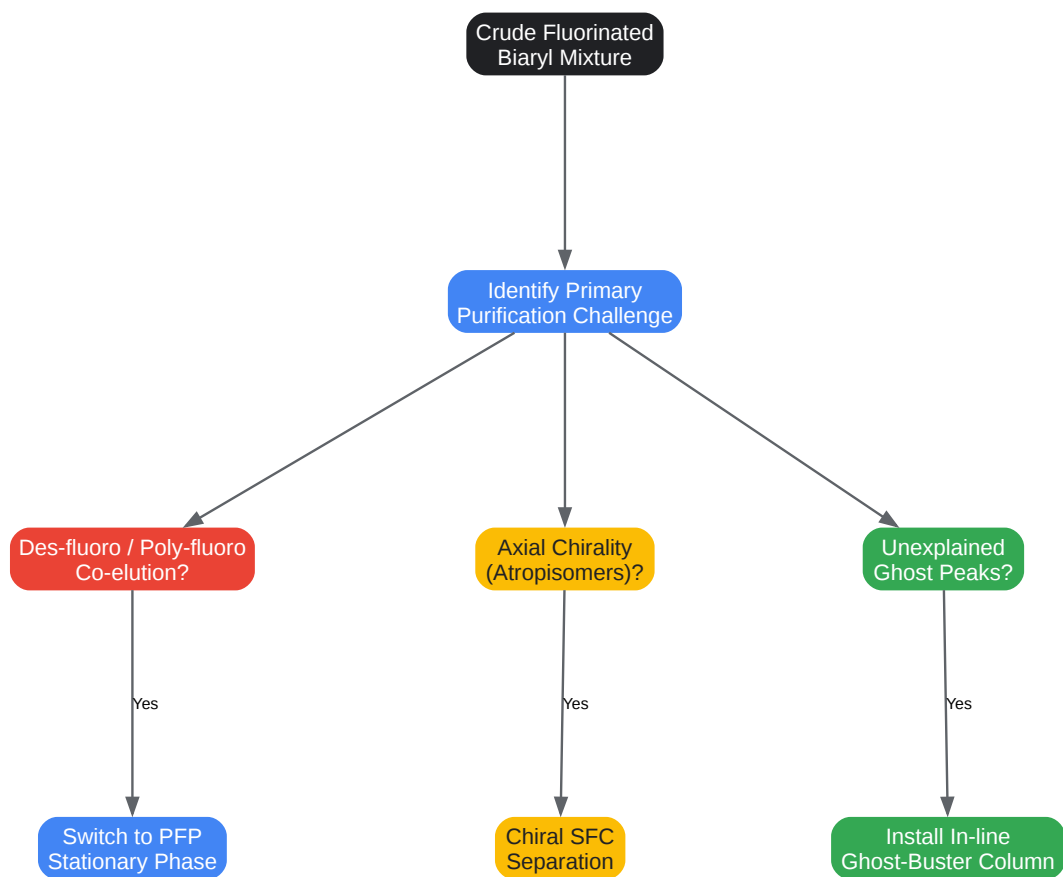 Crude Fluorinated
Biaryl Mixture
Identify Primary
Purification Challenge
Des-fluoro / Poly-fluoro
Co-elution?
Axial Chirality
(Atropisomers)?
Unexplained
Ghost Peaks?
Yes
Yes
Yes
Switch to PFP
Stationary Phase
Chiral SFC
Separation
Install In-line
Ghost-Buster Column